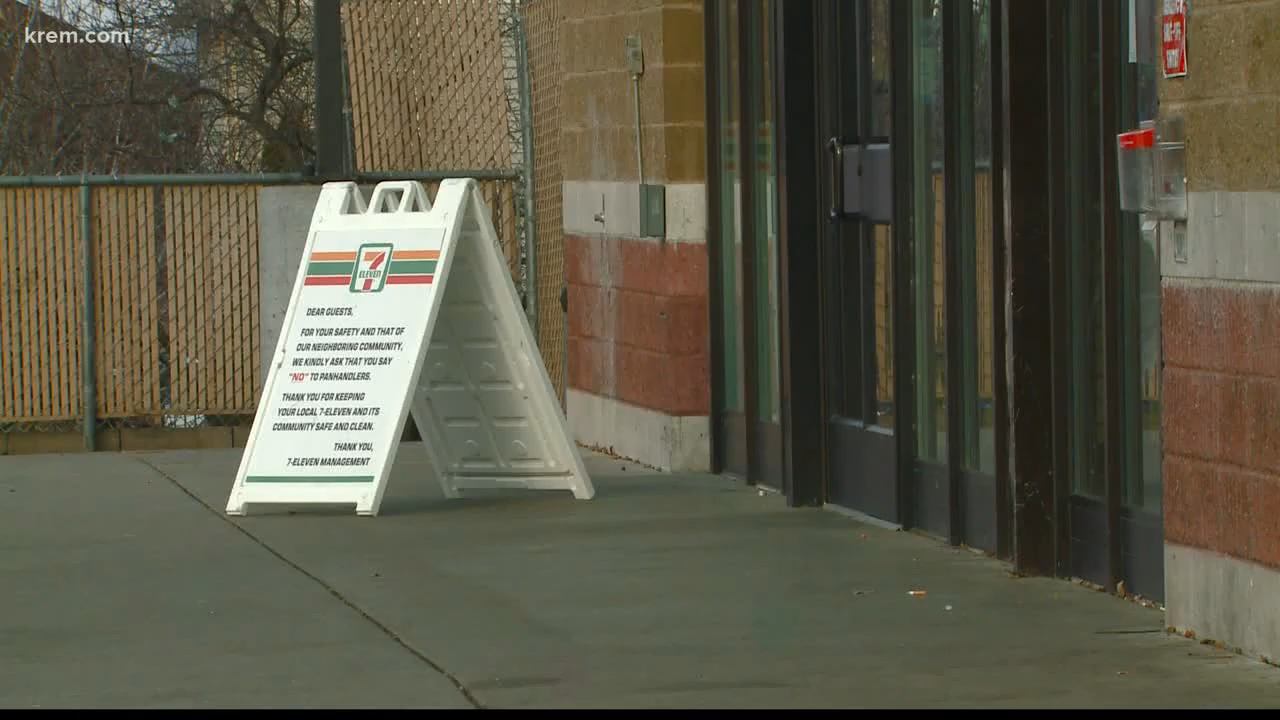 krem.com
7
ELEVEN
DEAR GUESTS,
FOR YOUR SAFETY AND THAT OF
OUR NEIGHBORING COMMUNITY,
WE KINDLY ASK THAT YOU SAY
"NO" TO PANHANDLERS.
THANK YOU FOR KEEPING
YOUR LOCAL 7-ELEVEN AND ITS
COMMUNITY SAFE AND CLEAN.
THANK YOU,
7-ELEVEN MANAGEMENT